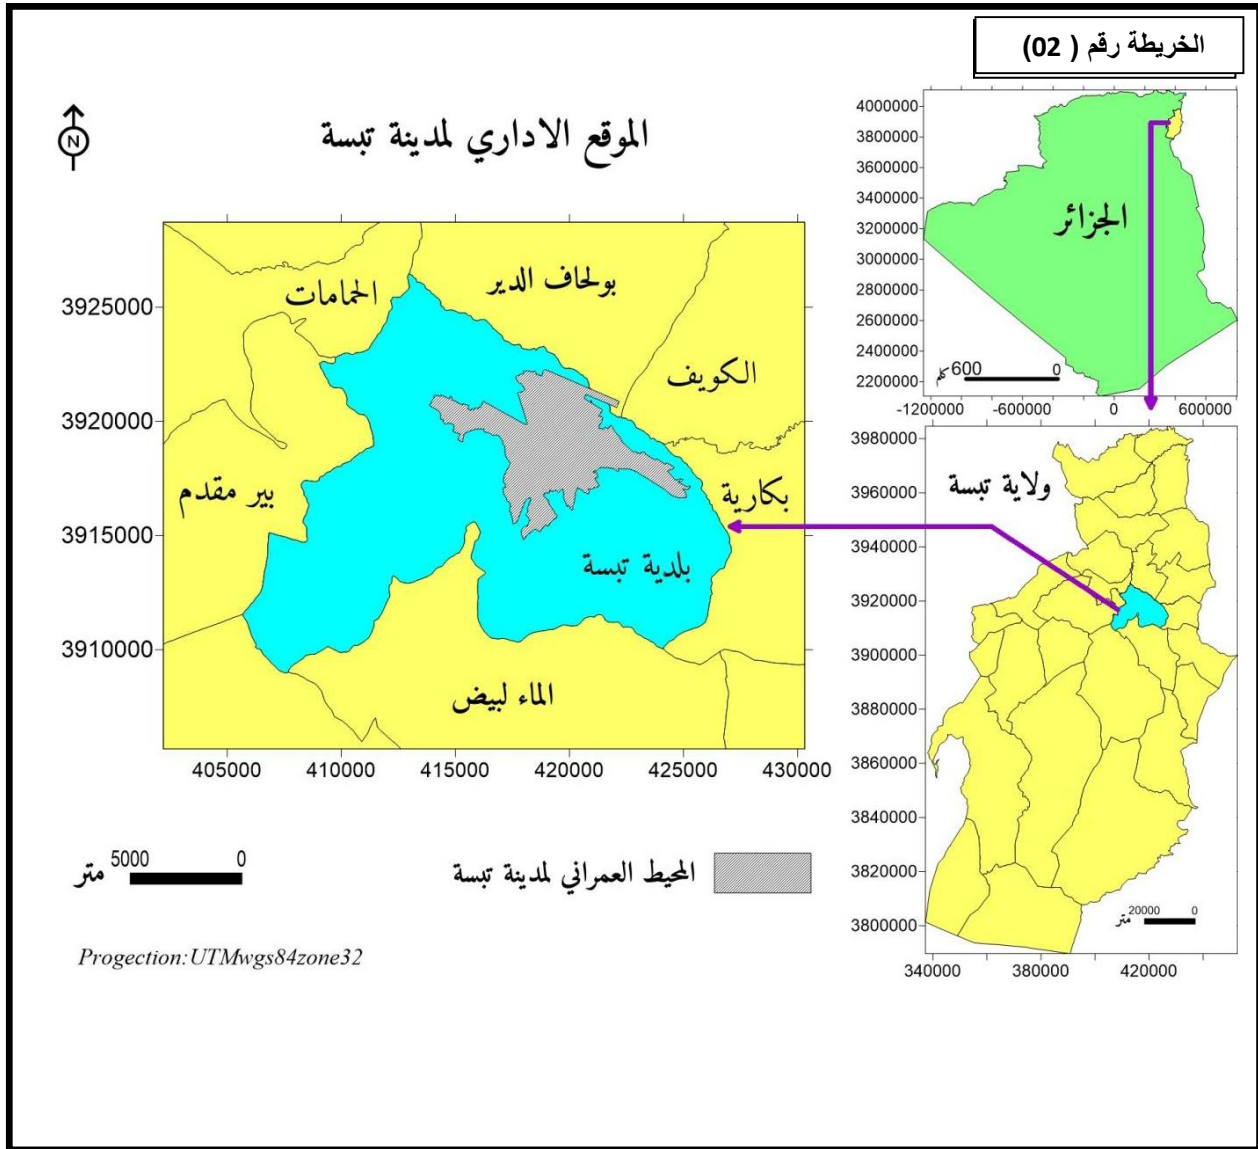 الخريطة رقم ( 02)
الموقع الاداري لمدينة تبسة
N
الحمامات
بولحاف الدير
الكويف
بير مقدم
بكارية
بلدية تبسة
الماء لبيض
3925000
3920000
3915000
3910000
405000 410000 415000 420000 425000 430000
5000 0
متر
المحيط العمراني لمدينة تبسة
Progection:UTMwgs84zone32
4000000
3800000
3600000
3400000
3200000
3000000
2800000
2600000
2400000
2200000
الجزائر
600 0
كلم
-1200000 -600000 0 600000
3980000
3960000
3940000
3920000
3900000
3880000
3860000
3840000
3820000
3800000
ولاية تبسة
20000 0
متر
340000 380000 420000